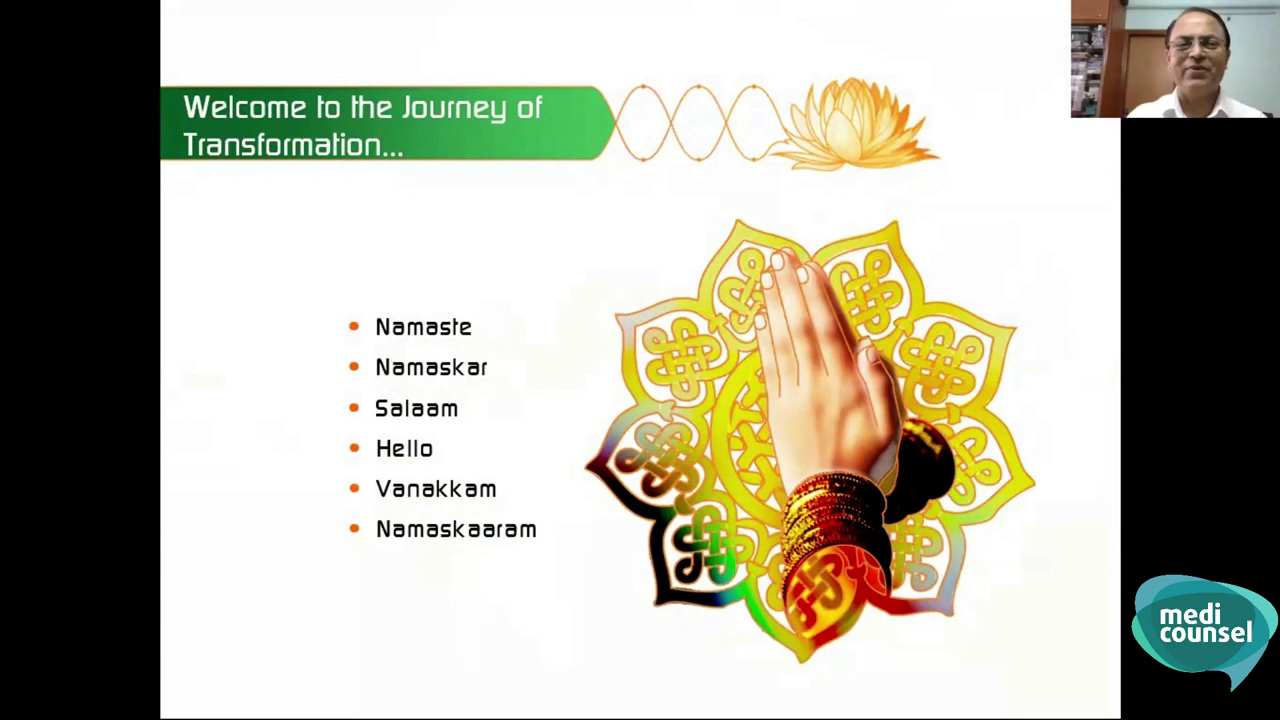 Welcome to the Journey of
Transformation...
Namaste
Namaskar
Salaam
Hello
Vanakkam
Namaskaaram
medi
counsel